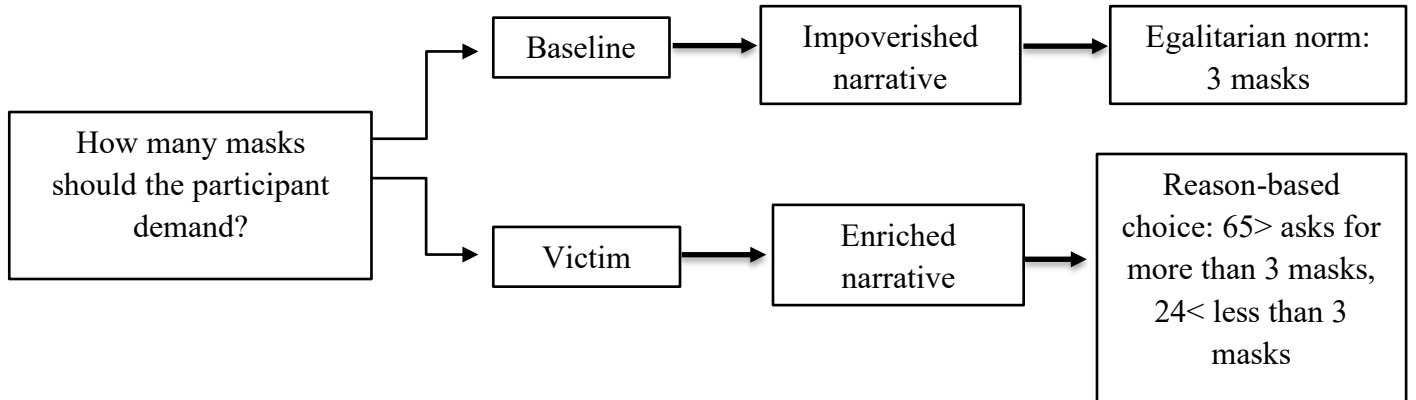 How many masks
should the participant
demand?
Baseline
Impoverished
narrative
Egalitarian norm:
3 masks
Victim
Enriched
narrative
Reason-based
choice: 65> asks for
more than 3 masks,
24< less than 3
masks